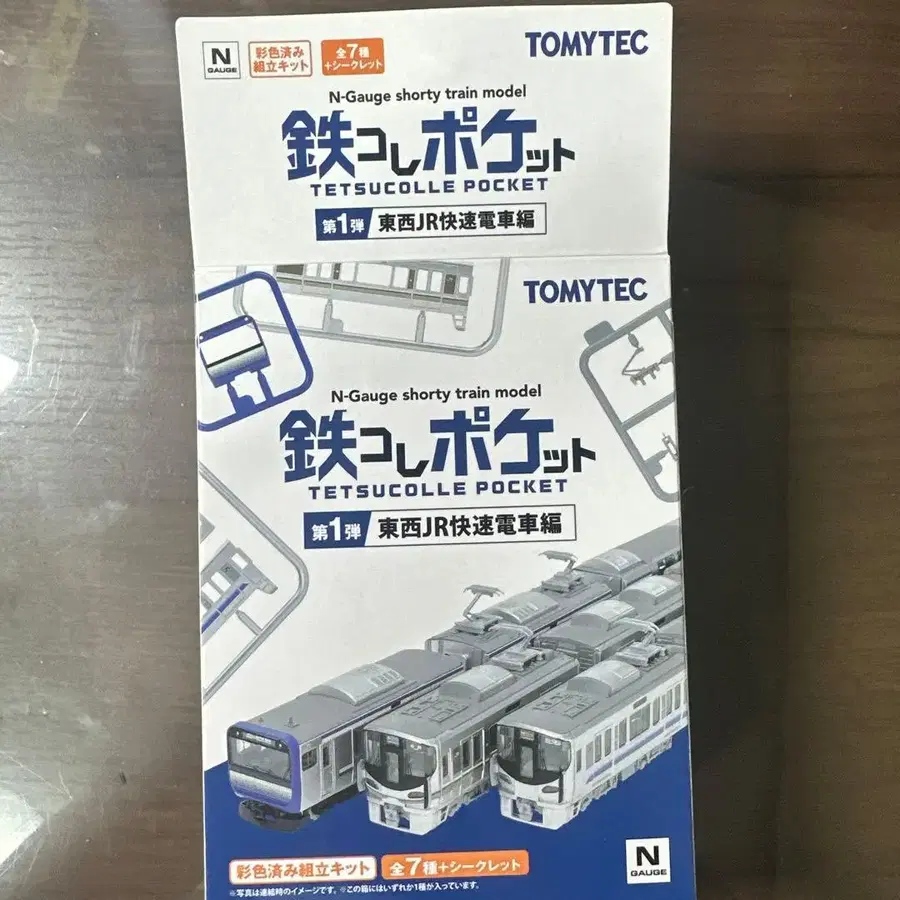 N
GAUGE
彩色済み
組立キット
全7種
+シークレット
TOMYTEC
N-Gauge shorty train model
鉄コレポケット
TETSUCOLLE POCKET
第1弾 東西JR快速電車編
TOMYTEC
N-Gauge shorty train model
鉄コレポケット
TETSUCOLLE POCKET
第1弾 東西JR快速電車編
彩色済み組立キット 全7種+シークレット
※写真は連結時のイメージです。※この箱にはいずれか1種が入っています。
N
GAUGE